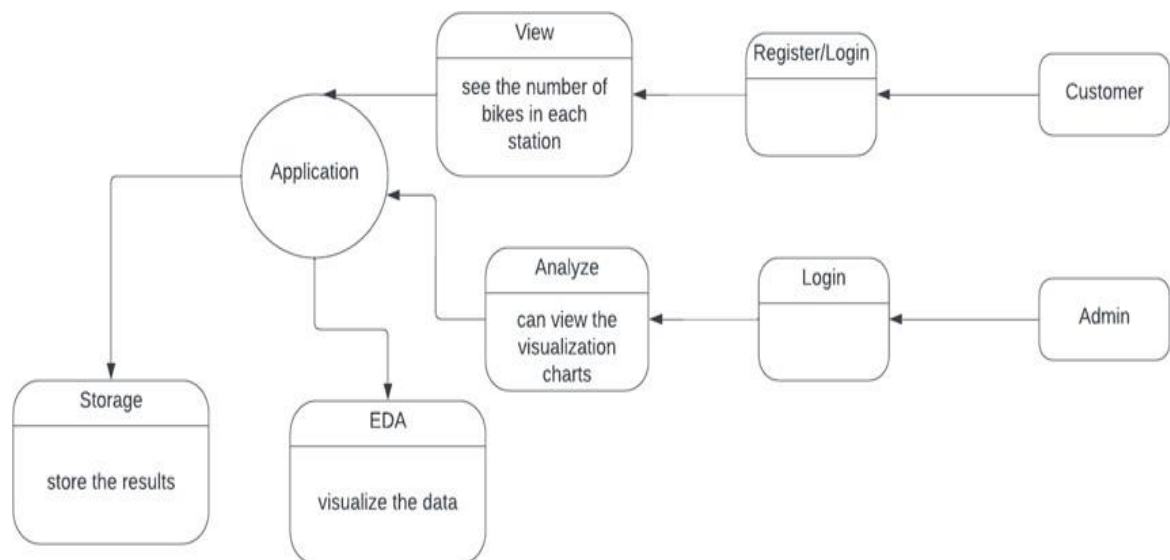 View
see the number of
bikes in each
station
Register/Login
Customer
Application
Analyze
can view the
visualization
charts
Login
Admin
Storage
store the results
EDA
visualize the data